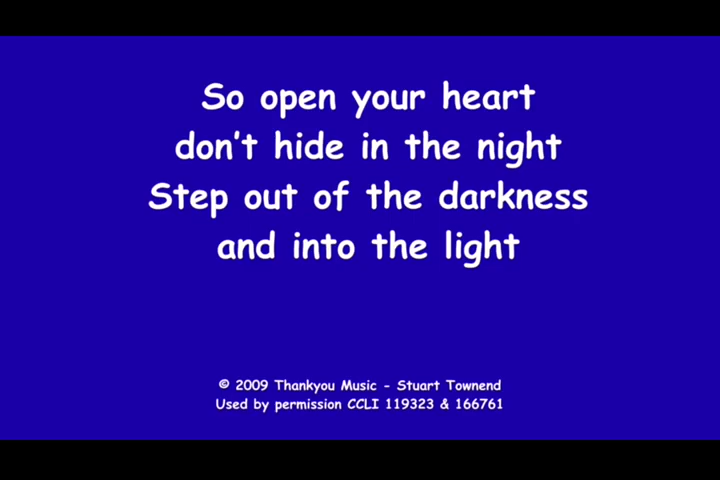 So open your heart
don't hide in the night
Step out of the darkness
and into the light
© 2009 Thankyou Music - Stuart Townend
Used by permission CCLI 119323 & 166761